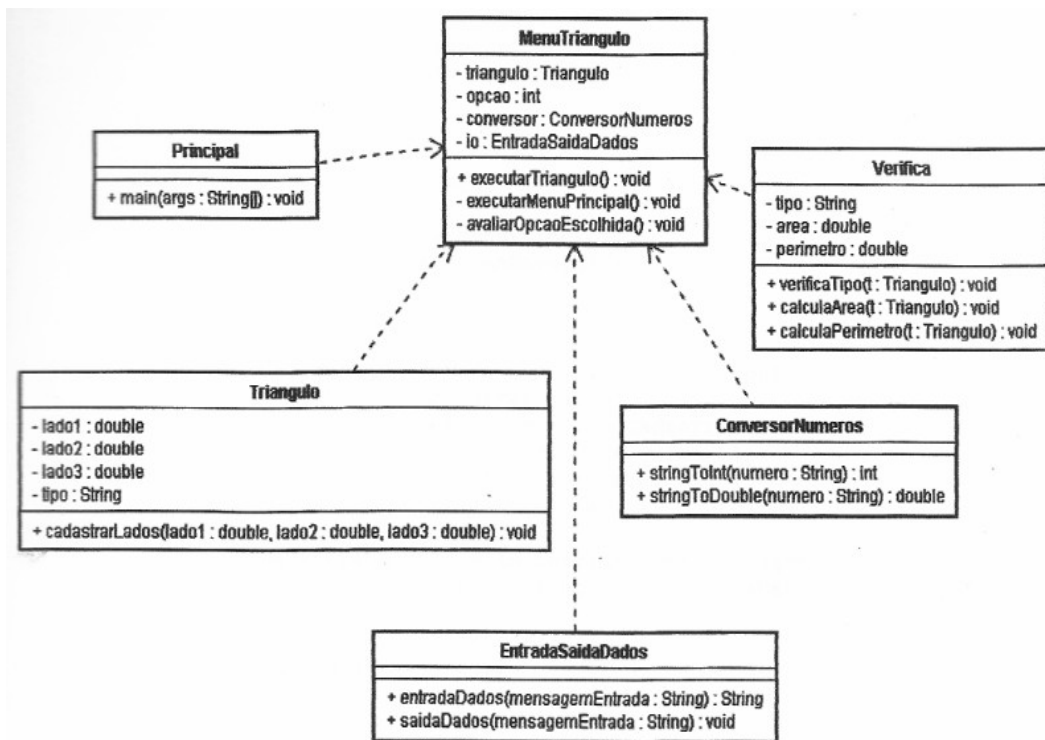 MenuTriangulo
- triangulo : Triangulo
- opcao : int
- conversor : ConversorNumeros
- io : EntradaSaidaDados
+ executarTriangulo() : void
- executarMenuPrincipal() : void
- avaliarOpcaoEscolhida() : void
Principal
+ main(args : String[]) : void
Verifica
- tipo : String
- area : double
- perimetro : double
+ verificaTipo(t : Triangulo) : void
+ calculaArea(t : Triangulo) : void
+ calculaPerimetro(t : Triangulo) : void
Triangulo
- lado1 : double
- lado2 : double
- lado3 : double
- tipo : String
+ cadastrarLados(lado1 : double, lado2 : double, lado3 : double) : void
ConversorNumeros
+ stringToInt(numero : String) : int
+ stringToDouble(numero : String) : double
EntradaSaidaDados
+ entradaDados(mensagemEntrada : String) : String
+ saidaDados(mensagemEntrada : String) : void